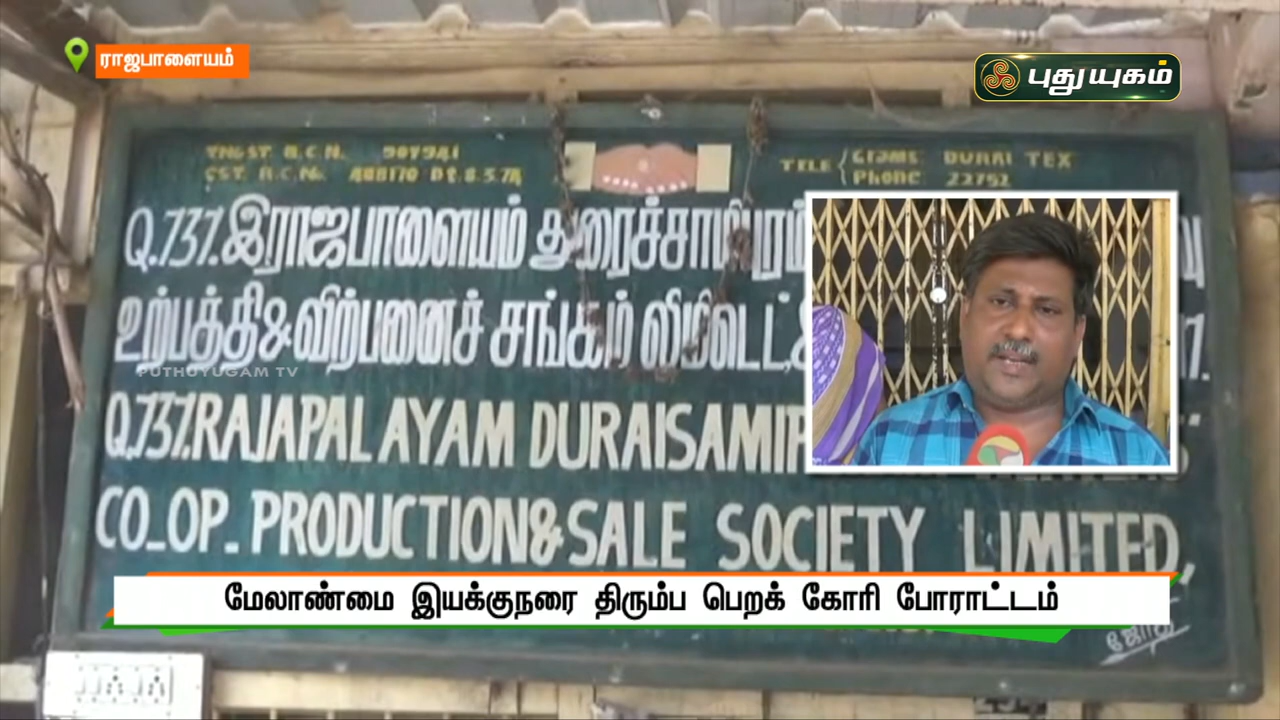 ராஜபாளையம்
புதுயுகம்
TNGST. R.C.N. 907941
CST. R.C.No. 488170 Dt.8.5.74
TELE { GRAMS: DURAI TEX
PHONE: 22752
Q.737.இராஜபாளையம் துரைச்சாமிபுரம்
உற்பத்தி&விற்பனைச் சங்கம் லிமிடெட்,
PUTHUYUGAM TV
Q.737.RAJAPALAYAM DURAISAMIP
CO_OP_ PRODUCTION&SALE SOCIETY LIMITED,
மேலாண்மை இயக்குநரை திரும்ப பெறக் கோரி போராட்டம்
ஜோதி